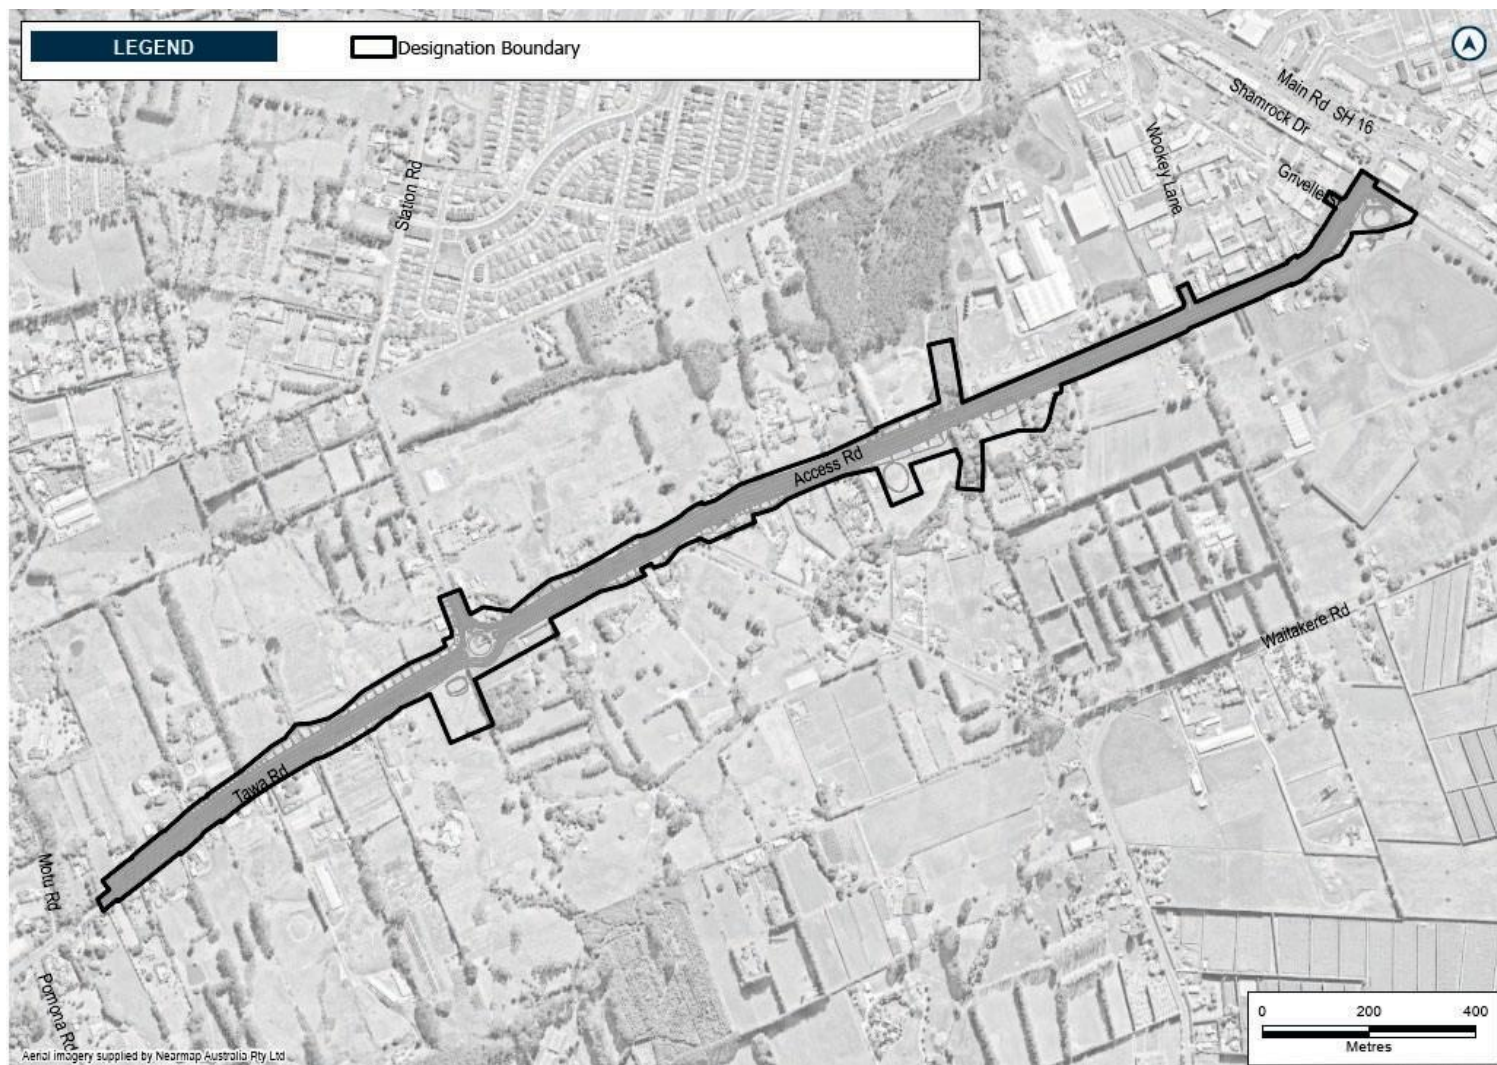 LEGEND
Designation Boundary
Main Rd SH 16
Shamrock Dr
Wookey Lane
Station Rd
Access Rd
Waitakere Rd
Tawa Rd
Motu Rd
Pomona Rd
0 200 400
Metres
Aerial imagery supplied by Nearmap Australia Pty Ltd